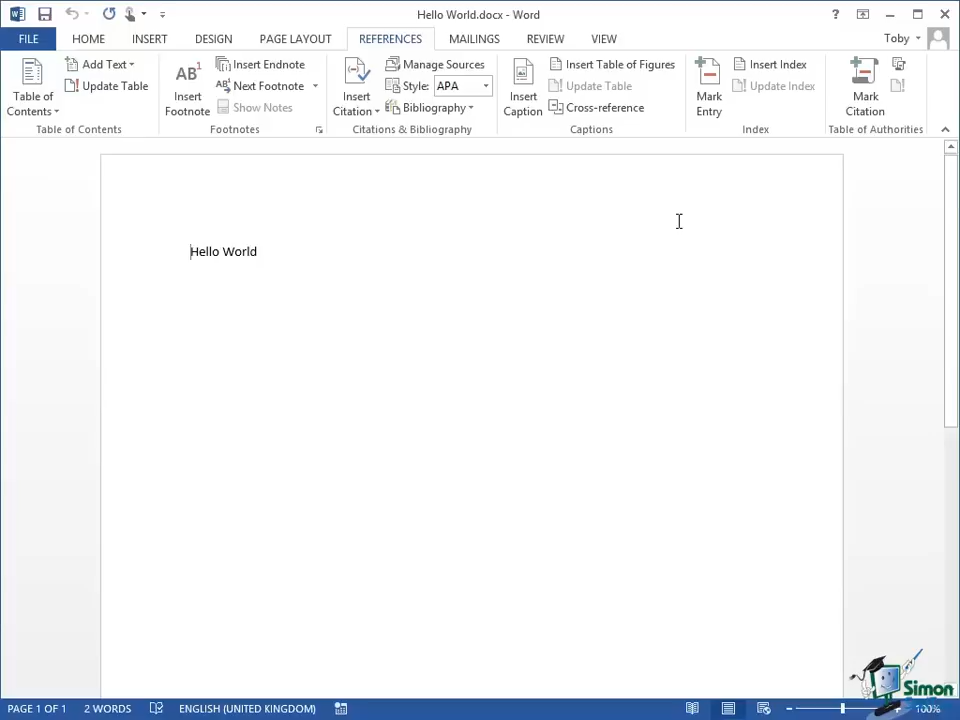 Hello World.docx - Word
?
FILE HOME INSERT DESIGN PAGE LAYOUT REFERENCES MAILINGS REVIEW VIEW Toby
Table of Contents
Add Text
Update Table
Table of Contents
AB1
Insert Footnote
Insert Endnote
AB1 Next Footnote
Show Notes
Footnotes
Insert Citation
Manage Sources
Style: APA
Bibliography
Citations & Bibliography
Insert Caption
Insert Table of Figures
Update Table
Cross-reference
Captions
Mark Entry
Insert Index
Update Index
Index
Mark Citation
Table of Authorities
Hello World
Simon
PAGE 1 OF 1 2 WORDS ENGLISH (UNITED KINGDOM) 100%